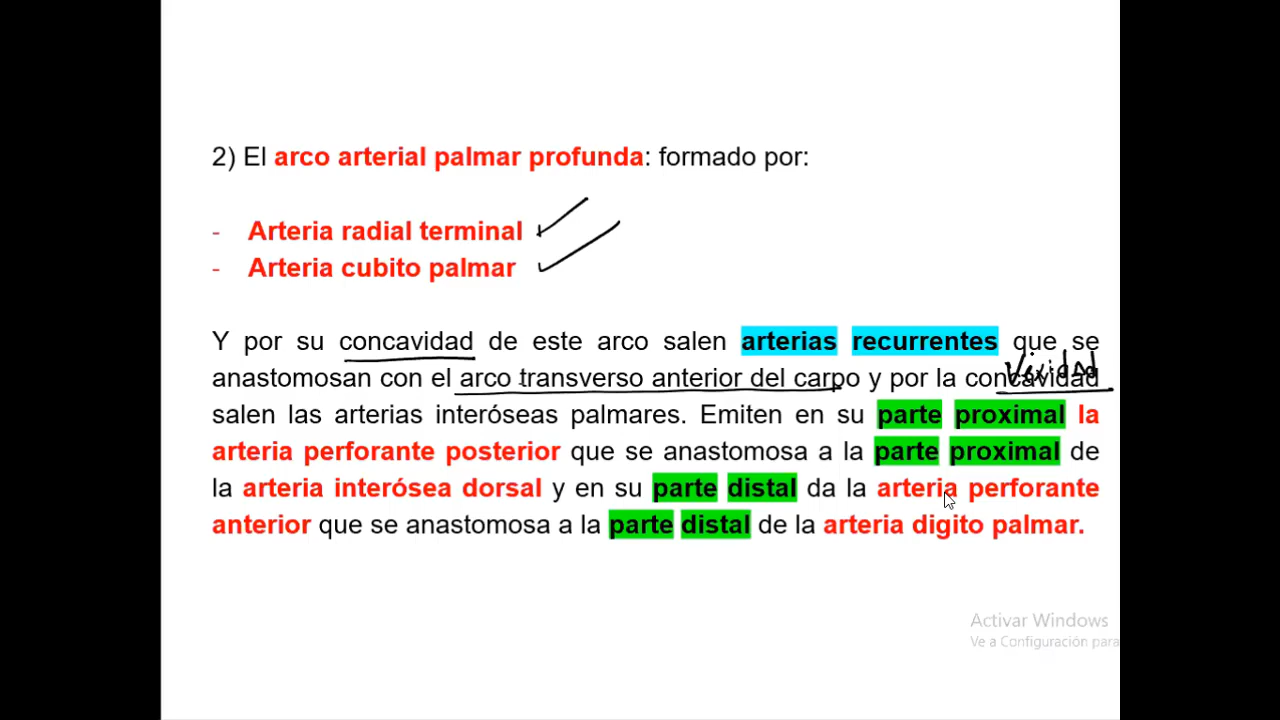 2) El arco arterial palmar profunda: formado por:
- Arteria radial terminal
- Arteria cubito palmar
Y por su concavidad de este arco salen arterias recurrentes que se
vexidad
anastomosan con el arco transverso anterior del carpo y por la concavidad
salen las arterias interóseas palmares. Emiten en su parte proximal la
arteria perforante posterior que se anastomosa a la parte proximal de
la arteria interósea dorsal y en su parte distal da la arteria perforante
anterior que se anastomosa a la parte distal de la arteria digito palmar.
Activar Windows
Ve a Configuración para